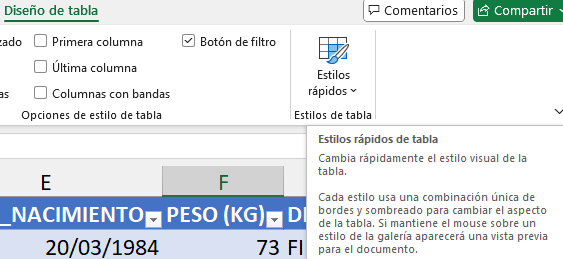 Diseño de tabla
Comentarios
Compartir
Primera columna
Botón de filtro
Última columna
Columnas con bandas
Opciones de estilo de tabla
Estilos
rápidos
Estilos de tabla
Estilos rápidos de tabla
Cambia rápidamente el estilo visual de la
tabla.
Cada estilo usa una combinación única de
bordes y sombreado para cambiar el aspecto
de la tabla. Si mantiene el mouse sobre un
estilo de la galería aparecerá una vista previa
para el documento.
E F
_NACIMIENTO PESO (KG)
20/03/1984 73